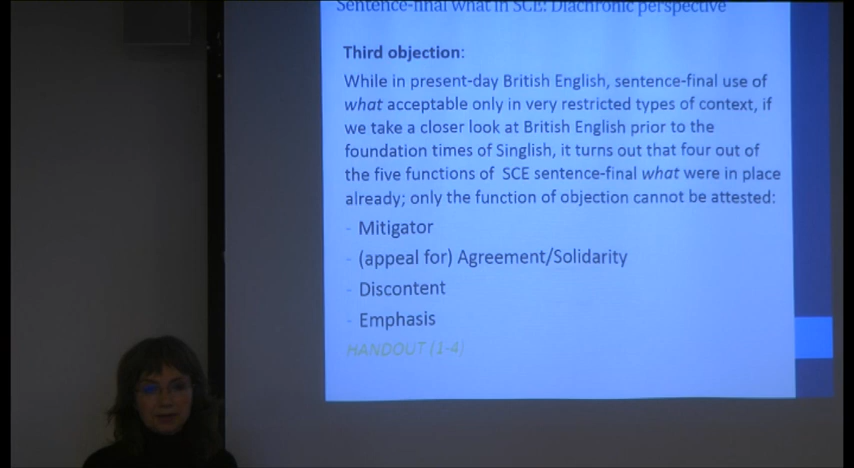 Sentence-final what in SCE: Diachronic perspective
Third objection:
While in present-day British English, sentence-final use of
what acceptable only in very restricted types of context, if
we take a closer look at British English prior to the
foundation times of Singlish, it turns out that four out of
the five functions of SCE sentence-final what were in place
already; only the function of objection cannot be attested:
- Mitigator
- (appeal for) Agreement/Solidarity
- Discontent
- Emphasis
HANDOUT (1-4)